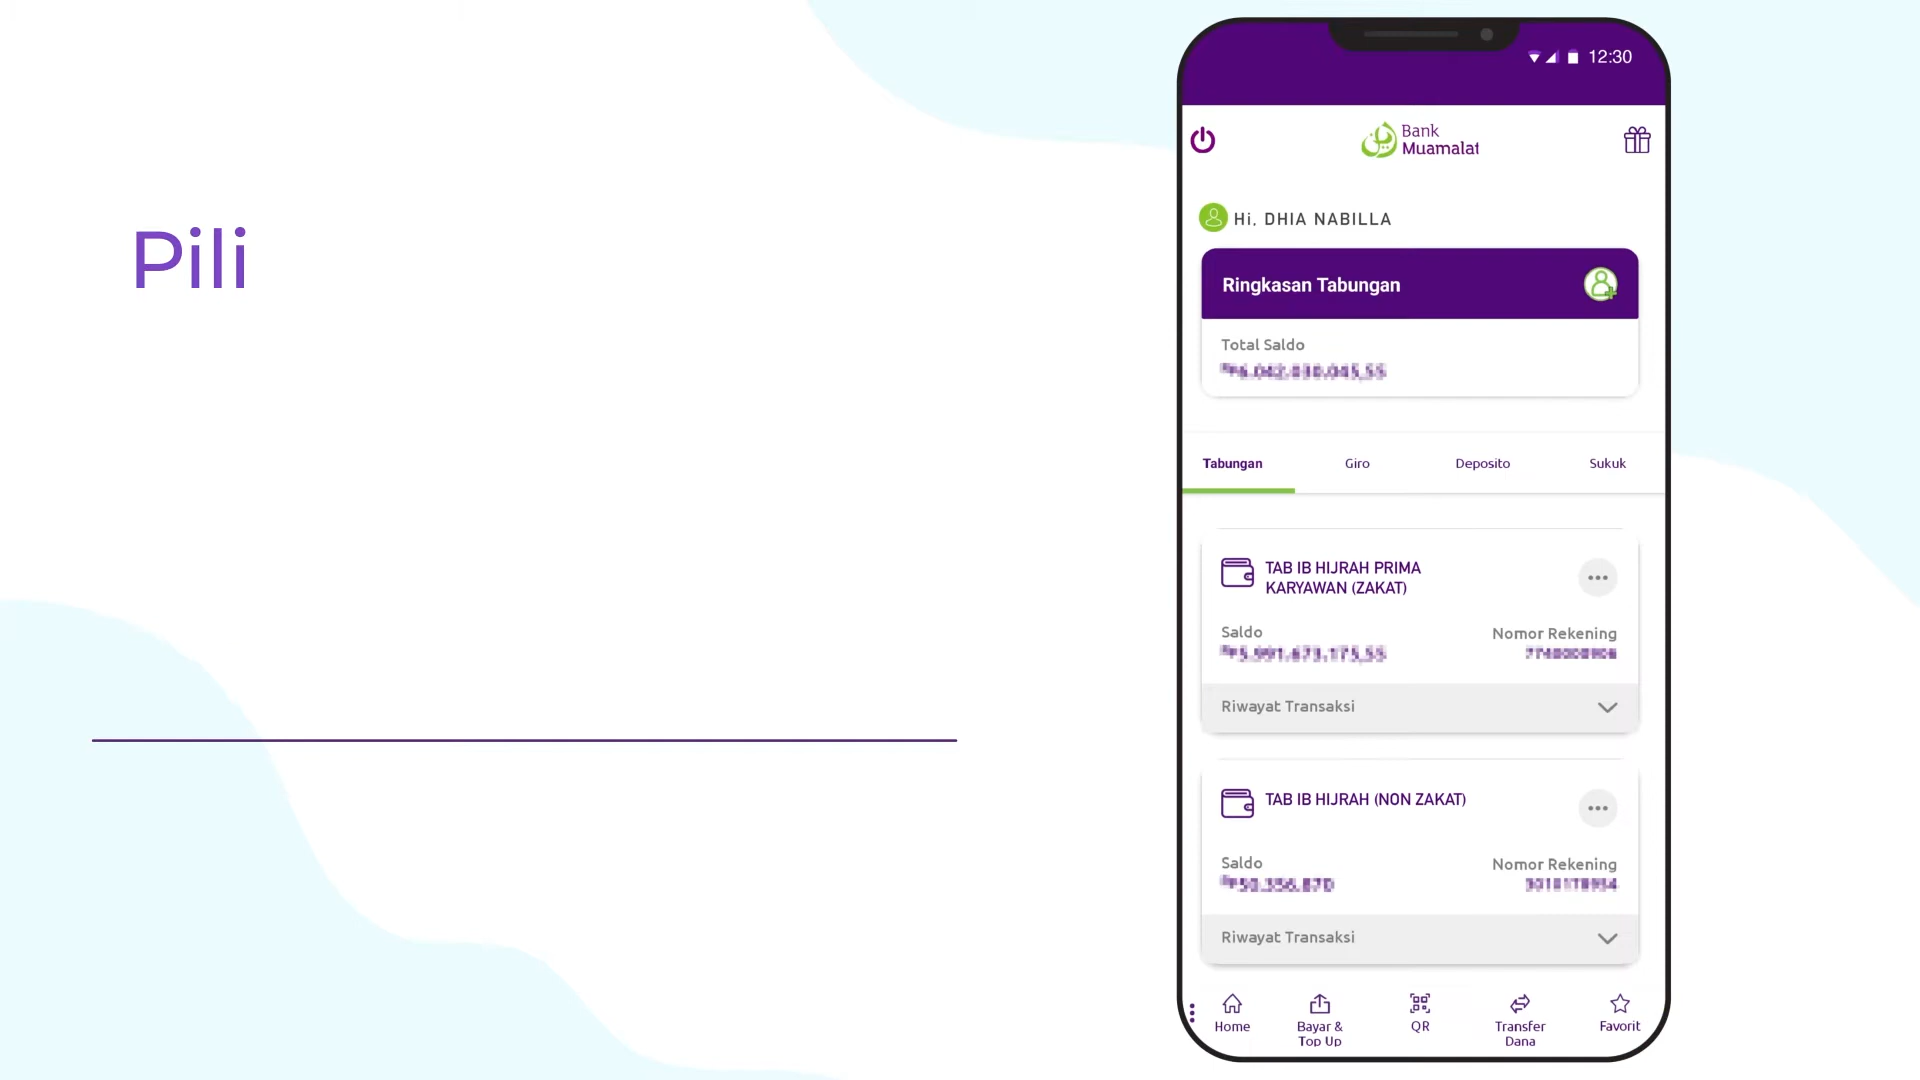 Pili
12:30
Bank
Muamalat
Hi, DHIA NABILLA
Ringkasan Tabungan
Total Saldo
Tabungan
Giro
Deposito
Sukuk
TAB IB HIJRAH PRIMA
KARYAWAN (ZAKAT)
Saldo
Nomor Rekening
Riwayat Transaksi
TAB IB HIJRAH (NON ZAKAT)
Saldo
Nomor Rekening
Riwayat Transaksi
Home
Bayar &
Top Up
QR
Transfer
Dana
Favorit